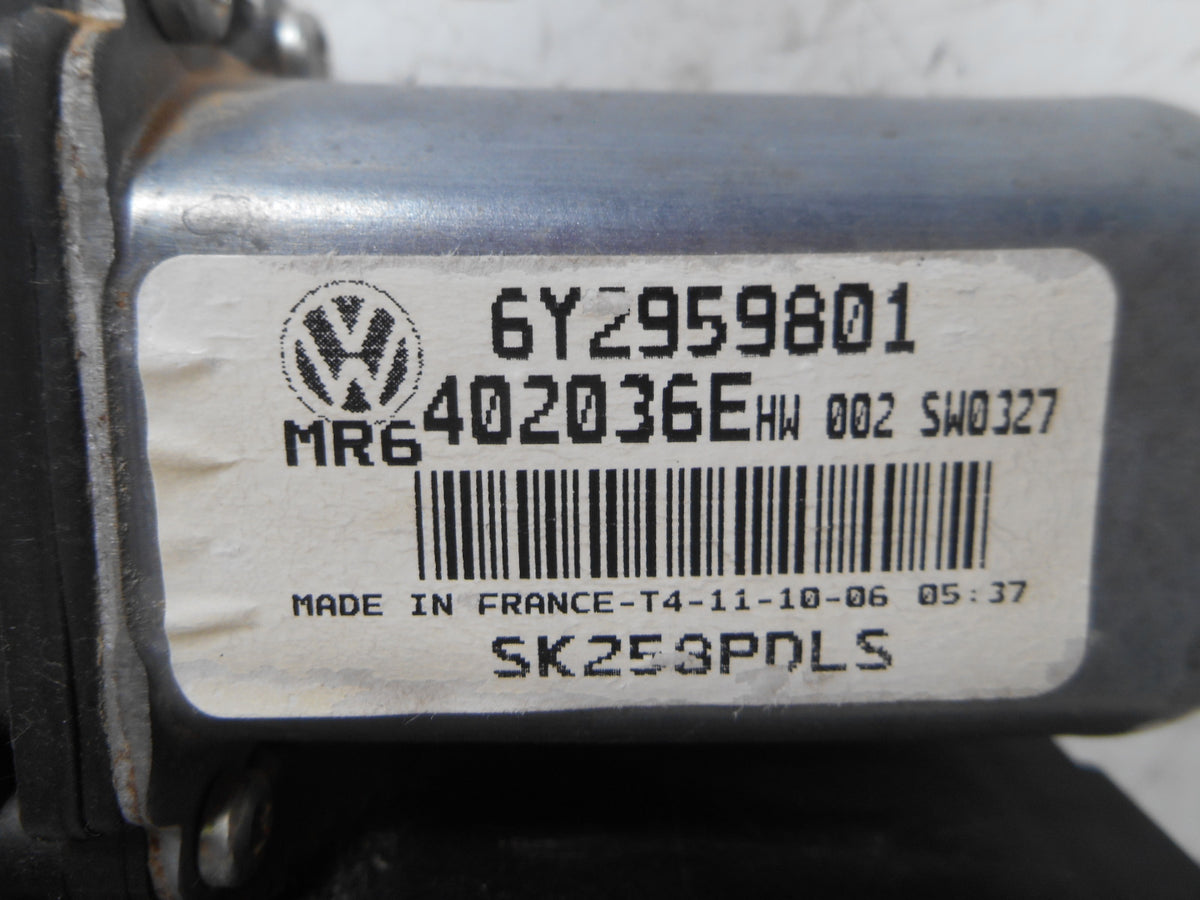 6Y2959801
MR6 402036E HW 002 SW0327
MADE IN FRANCE-T4-11-10-06 05:37
SK253PDLS